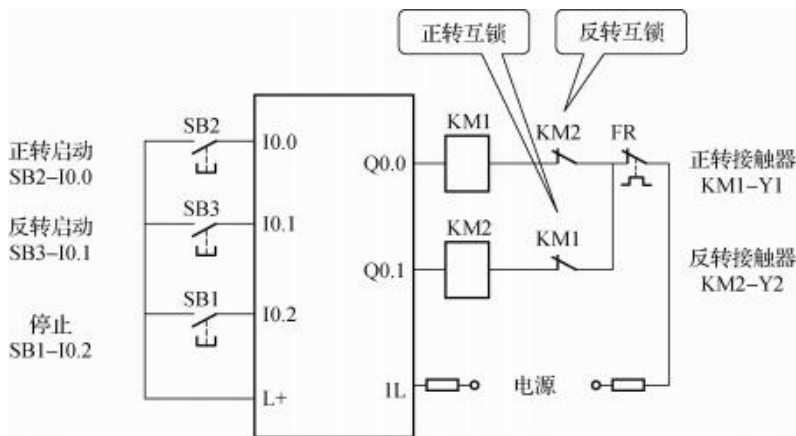 正转互锁
反转互锁
正转启动
SB2-I0.0
反转启动
SB3-I0.1
停止
SB1-I0.2
SB2
SB3
SB1
I0.0
I0.1
I0.2
L+
Q0.0
Q0.1
1L
KM1
KM2
FR
KM2
KM1
电源
正转接触器
KM1-Y1
反转接触器
KM2-Y2